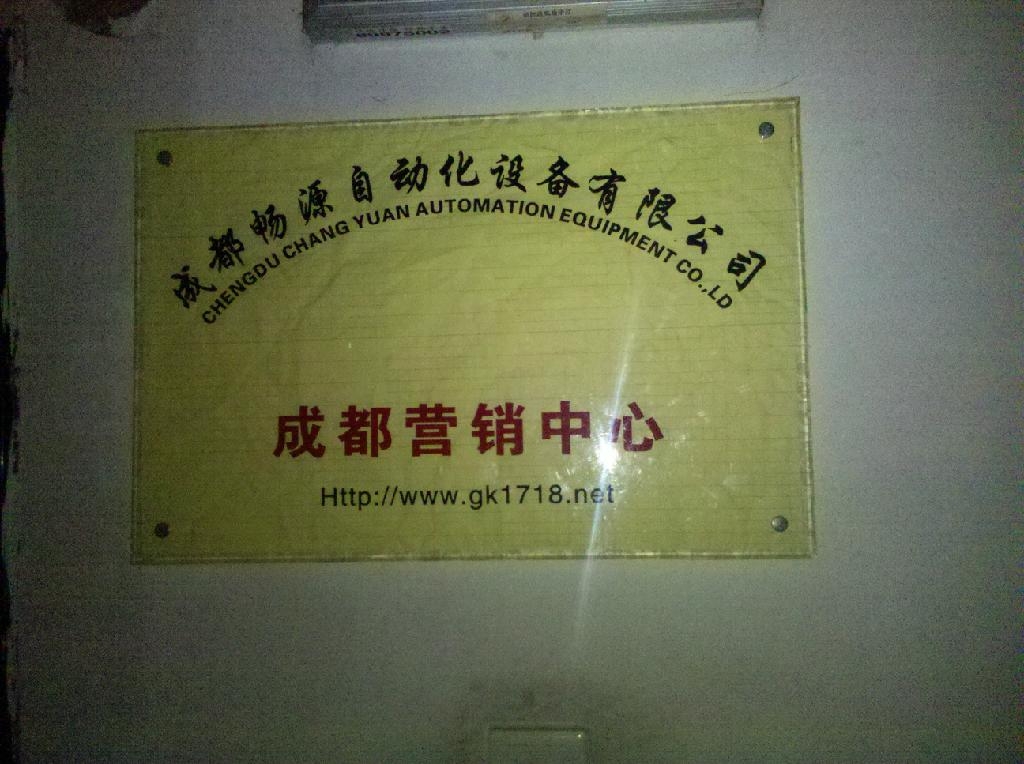 成都畅源自动化设备有限公司
CHENGDU CHANG YUAN AUTOMATION EQUIPMENT CO.,LD
成都营销中心
Http://www.gk1718.net